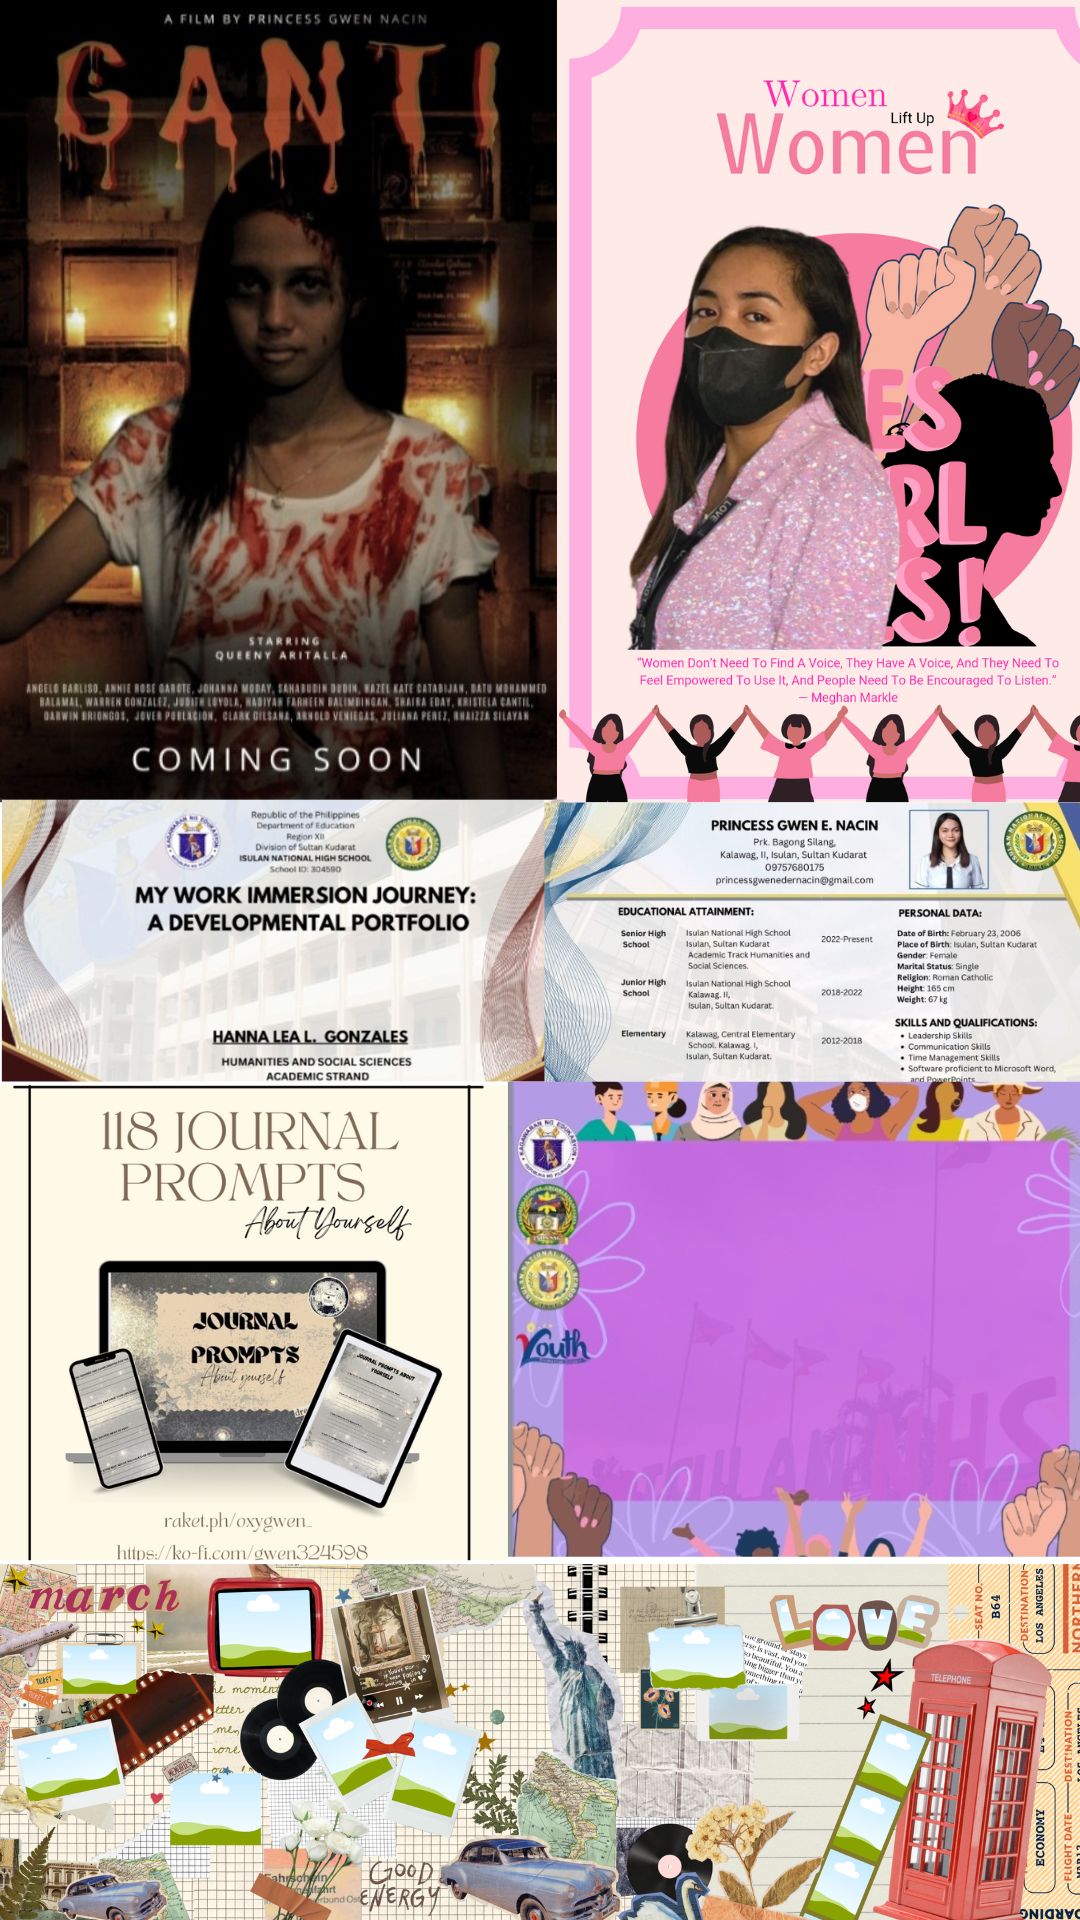 A FILM BY PRINCESS GWEN NACIN
GANTI
STARRING
QUEENY ARITALLA
ANGELO BARLISO, ANNIE ROSE GAROTE, JOHANNA MODAY, SAHABUDIN DUDIN, HAZEL KATE CATABIJAN, DATU MOHAMMED
BALAMAL, WARREN GONZALEZ, JUDITH LEYOLA, HADIYAH FARHEEN BALIMBINGAN, SHAIRA EDAY, KRISTELA CANTIL,
DARWIN BRIONGOS, JOVER POBLACION, CLARK GILSANA, ARNOLD VENIEGAS, JULIANA PEREZ, RHAIZZA SILAYAN
COMING SOON
Women
Lift Up
Women
ES
RL
S!
LOVE
“Women Don’t Need To Find A Voice, They Have A Voice, And They Need To
Feel Empowered To Use It, And People Need To Be Encouraged To Listen.”
— Meghan Markle
Republic of the Philippines
Department of Education
Region XII
Division of Sultan Kudarat
ISULAN NATIONAL HIGH SCHOOL
School ID: 304590
MY WORK IMMERSION JOURNEY:
A DEVELOPMENTAL PORTFOLIO
HANNA LEA L. GONZALES
HUMANITIES AND SOCIAL SCIENCES
ACADEMIC STRAND
PRINCESS GWEN E. NACIN
Prk. Bagong Silang,
Kalawag, II, Isulan, Sultan Kudarat
09757680175
princessgwenedernacin@gmail.com
EDUCATIONAL ATTAINMENT:
Senior High School
Isulan National High School
Isulan, Sultan Kudarat
Academic Track Humanities and
Social Sciences.
2022-Present
Junior High School
Isulan National High School
Kalawag. II,
Isulan, Sultan Kudarat.
2018-2022
Elementary
Kalawag, Central Elementary
School. Kalawag. I,
Isulan, Sultan Kudarat.
2012-2018
PERSONAL DATA:
Date of Birth: February 23, 2006
Place of Birth: Isulan, Sultan Kudarat
Gender: Female
Marital Status: Single
Religion: Roman Catholic
Height: 165 cm
Weight: 67 kg
SKILLS AND QUALIFICATIONS:
Leadership Skills
Communication Skills
Time Management Skills
Software proficient to Microsoft Word,
and PowerPoints
118 JOURNAL
PROMPTS
About Yourself
JOURNAL
PROMPTS
About yourself
JOURNAL PROMPTS ABOUT
YOURSELF
raket.ph/oxygwen_
https://ko-fi.com/gwen324598
KAGAWARAN NG EDUKASYON
Youth
NHS
march
TICKET
TICKET
MEMORIES
GOOD
ENERGY
LOVE
TELEPHONE
SEAT NO.
B64
DESTINATION
LOS ANGELES
NORTHERN
ECONOMY
FLIGHT DATE
DESTINATION
BOARDING